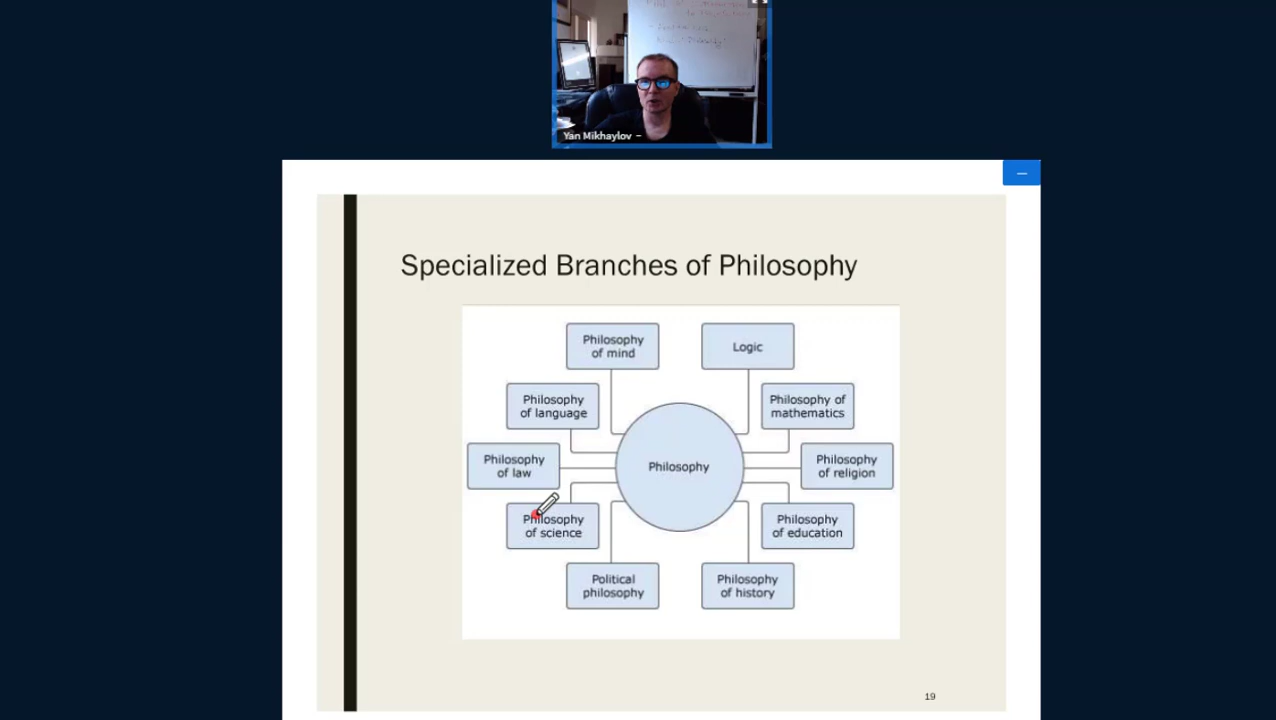 Yan Mikhaylov
Specialized Branches of Philosophy
Philosophy
of mind
Logic
Philosophy
of language
Philosophy of
mathematics
Philosophy
of law
Philosophy
Philosophy
of religion
Philosophy
of science
Philosophy
of education
Political
philosophy
Philosophy
of history
19